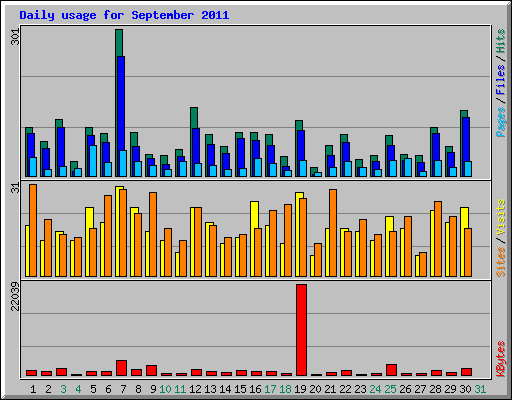 Daily usage for September 2011
301
Pages / Files / Hits
31
Sites / Visits
22039
KBytes
1 2 3 4 5 6 7 8 9 10 11 12 13 14 15 16 17 18 19 20 21 22 23 24 25 26 27 28 29 30 31